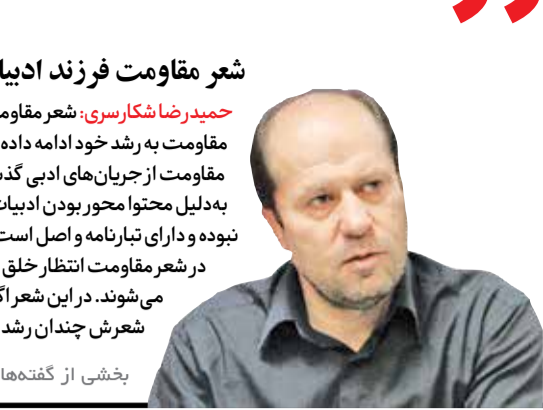 شعر مقاومت فرزند ادبیا
حمیدرضا شکارسری: شعر مقاوم
مقاومت به رشد خود ادامه داده
مقاومت از جریان‌های ادبی گذ
به‌دلیل محتوا محور بودن ادبیا
نبوده و دارای تبارنامه و اصل است
در شعر مقاومت انتظار خلق
می‌شوند. در این شعر اگ
شعرش چندان رشد
بخشی از گفته‌ها